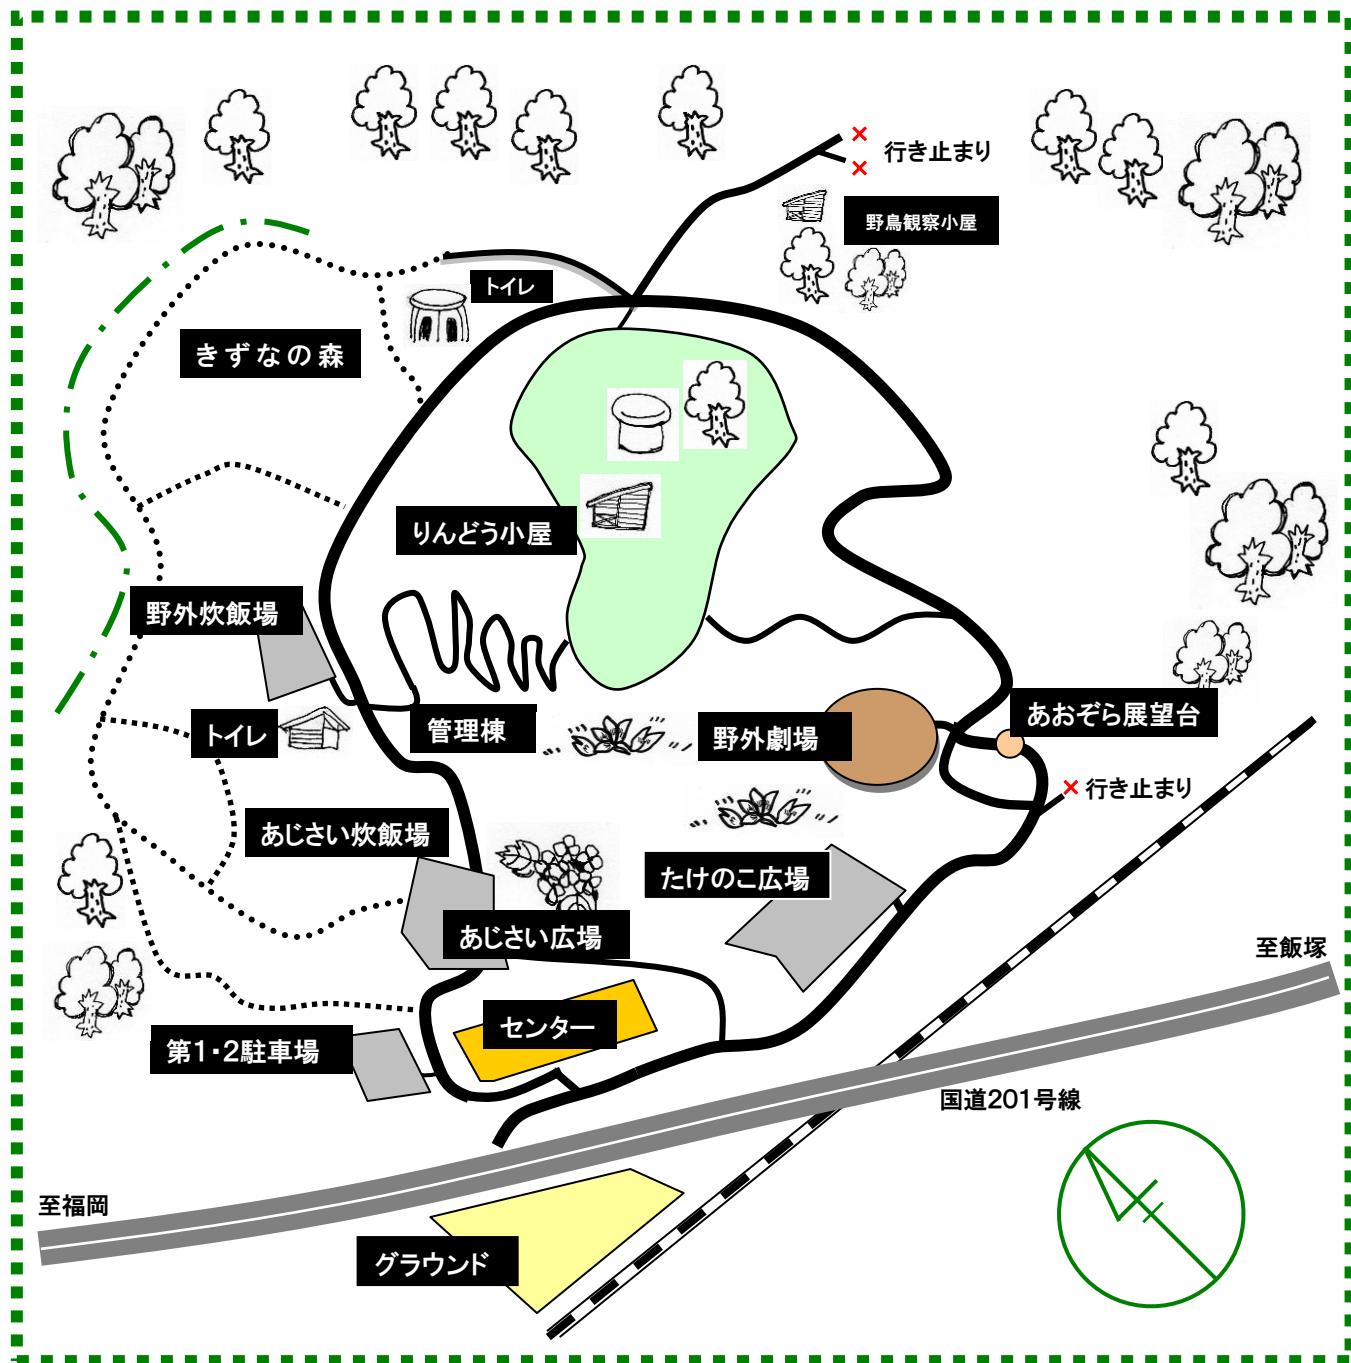 行き止まり
野鳥観察小屋
トイレ
きずなの森
りんどう小屋
野外炊飯場
トイレ
管理棟
野外劇場
あおぞら展望台
行き止まり
あじさい炊飯場
たけのこ広場
あじさい広場
至飯塚
センター
第1・2駐車場
国道201号線
至福岡
グラウンド